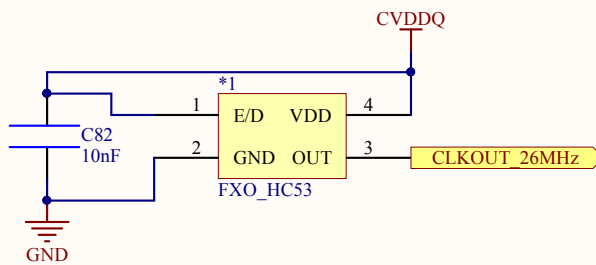 CVDDQ
*1
1 E/D VDD 4
C82
10nF
2 GND OUT 3 CLKOUT_26MHz
FXO_HC53
GND